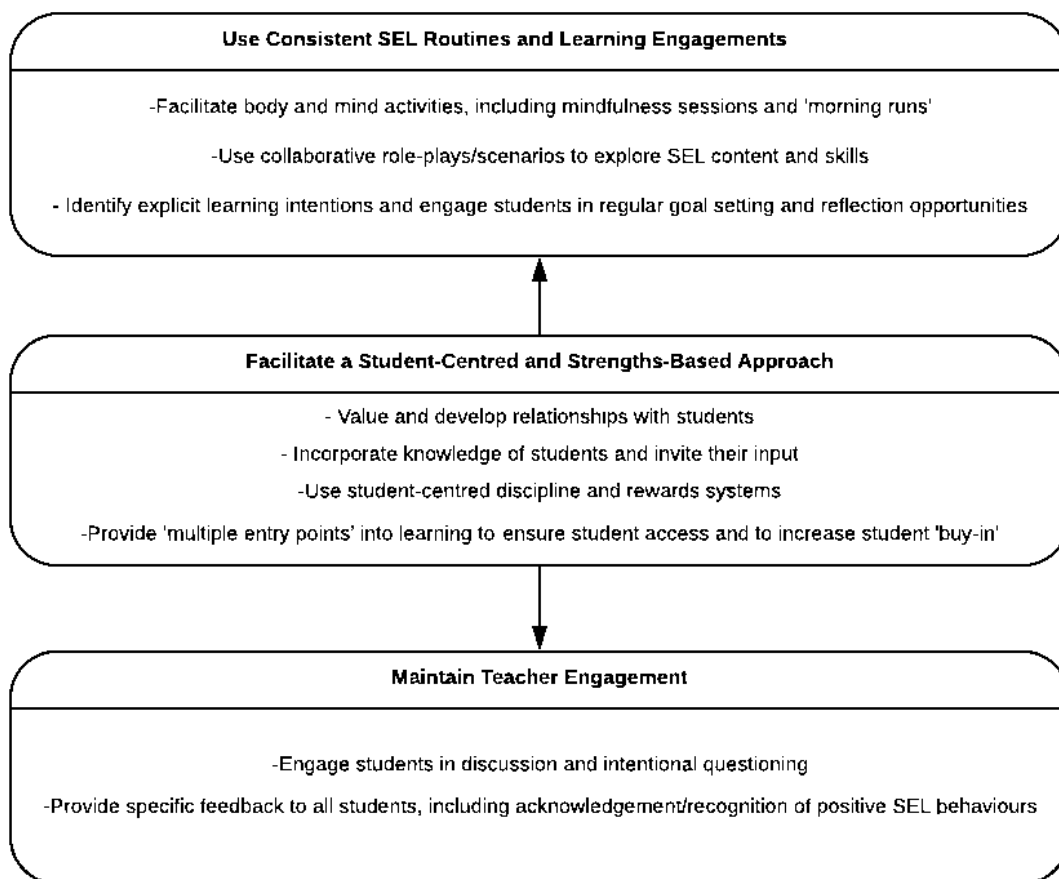 Use Consistent SEL Routines and Learning Engagements
-Facilitate body and mind activities, including mindfulness sessions and 'morning runs'
-Use collaborative role-plays/scenarios to explore SEL content and skills
- Identify explicit learning intentions and engage students in regular goal setting and reflection opportunities
Facilitate a Student-Centred and Strengths-Based Approach
- Value and develop relationships with students
- Incorporate knowledge of students and invite their input
-Use student-centred discipline and rewards systems
-Provide 'multiple entry points' into learning to ensure student access and to increase student 'buy-in'
Maintain Teacher Engagement
-Engage students in discussion and intentional questioning
-Provide specific feedback to all students, including acknowledgement/recognition of positive SEL behaviours